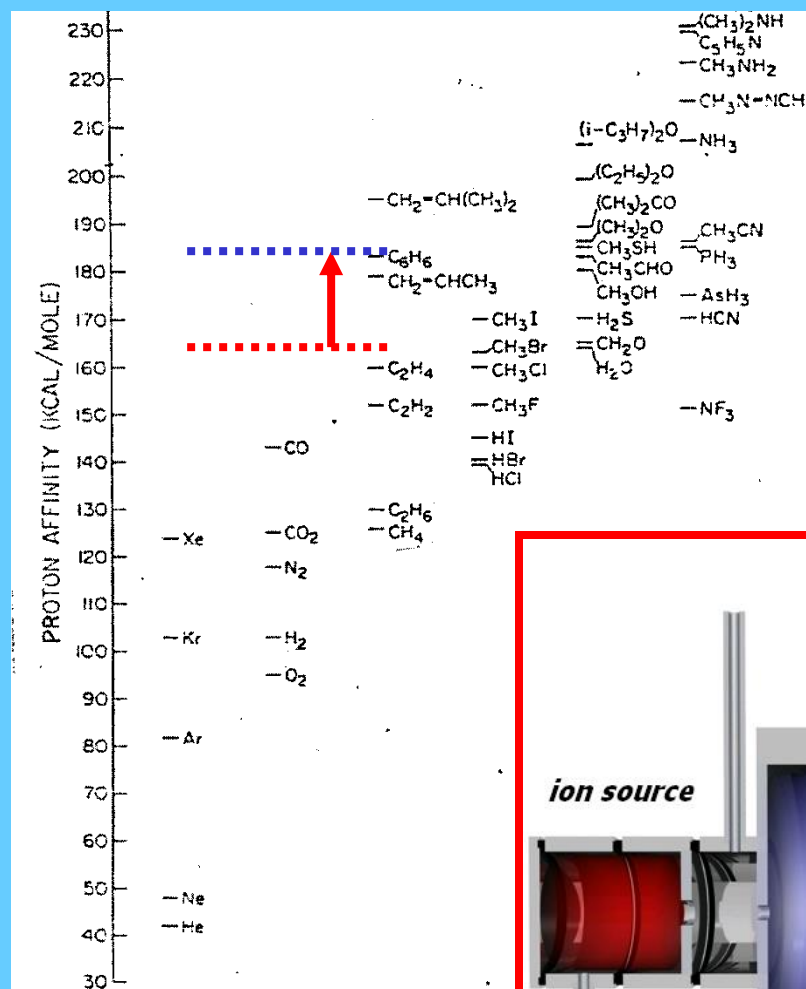 PROTON AFFINITY (KCAL/MOLE)
230
220
210
200
190
180
170
160
150
140
130
120
110
100
90
80
70
60
50
40
30
Xe
Kr
Ar
Ne
He
CO
CO2
N2
H2
O2
CH2=CH(CH3)2
C6H6
CH2=CHCH3
C2H4
C2H2
C2H6
CH4
CH3I
CH3Br
CH3Cl
CH3F
HI
HBr
HCl
(i-C3H7)2O
(C2H5)2O
(CH3)2CO
(CH3)2O
CH3SH
CH3CHO
CH3OH
H2S
CH2O
H2O
(CH3)2NH
C5H5N
CH3NH2
CH3N=NCH
NH3
CH3CN
PH3
AsH3
HCN
NF3
ion source